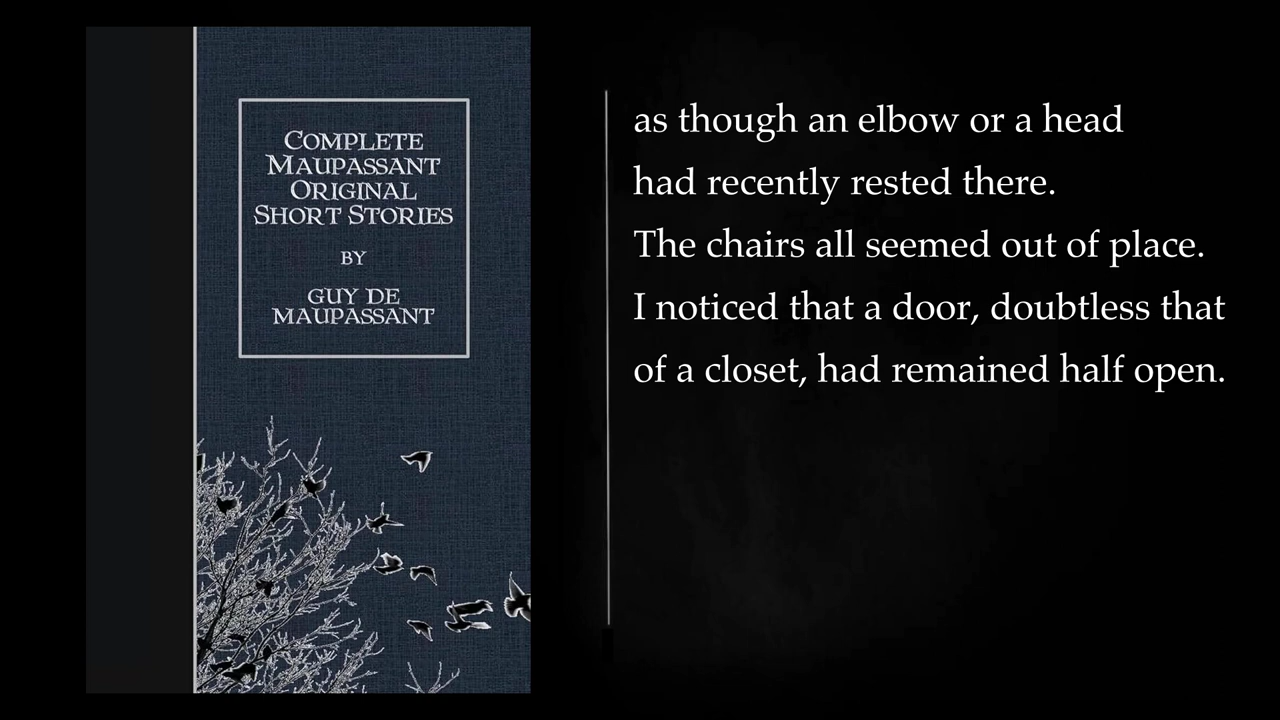 COMPLETE
MAUPASSANT
ORIGINAL
SHORT STORIES
BY
GUY DE
MAUPASSANT
as though an elbow or a head
had recently rested there.
The chairs all seemed out of place.
I noticed that a door, doubtless that
of a closet, had remained half open.